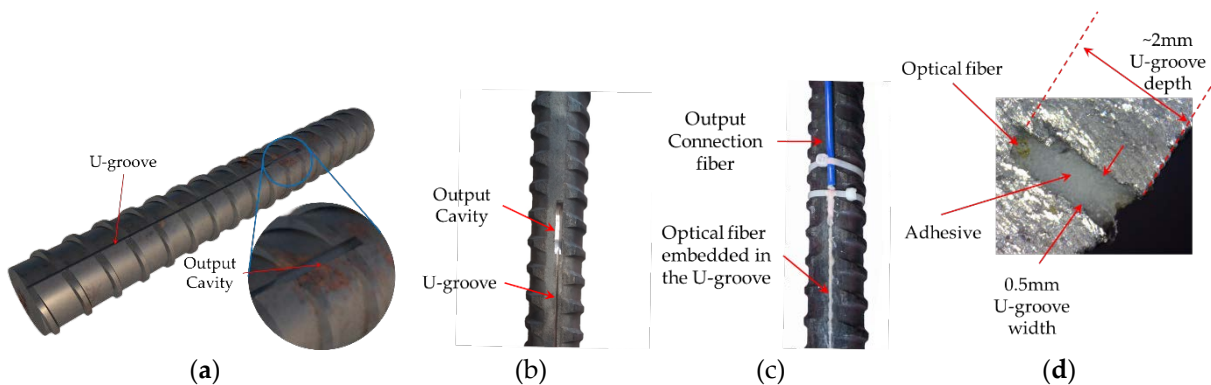 U-groove
Output
Cavity
(a)
Output
Cavity
U-groove
(b)
Output
Connection
fiber
Optical fiber
embedded in
the U-groove
(c)
Optical fiber
~2mm
U-groove
depth
Adhesive
0.5mm
U-groove
width
(d)